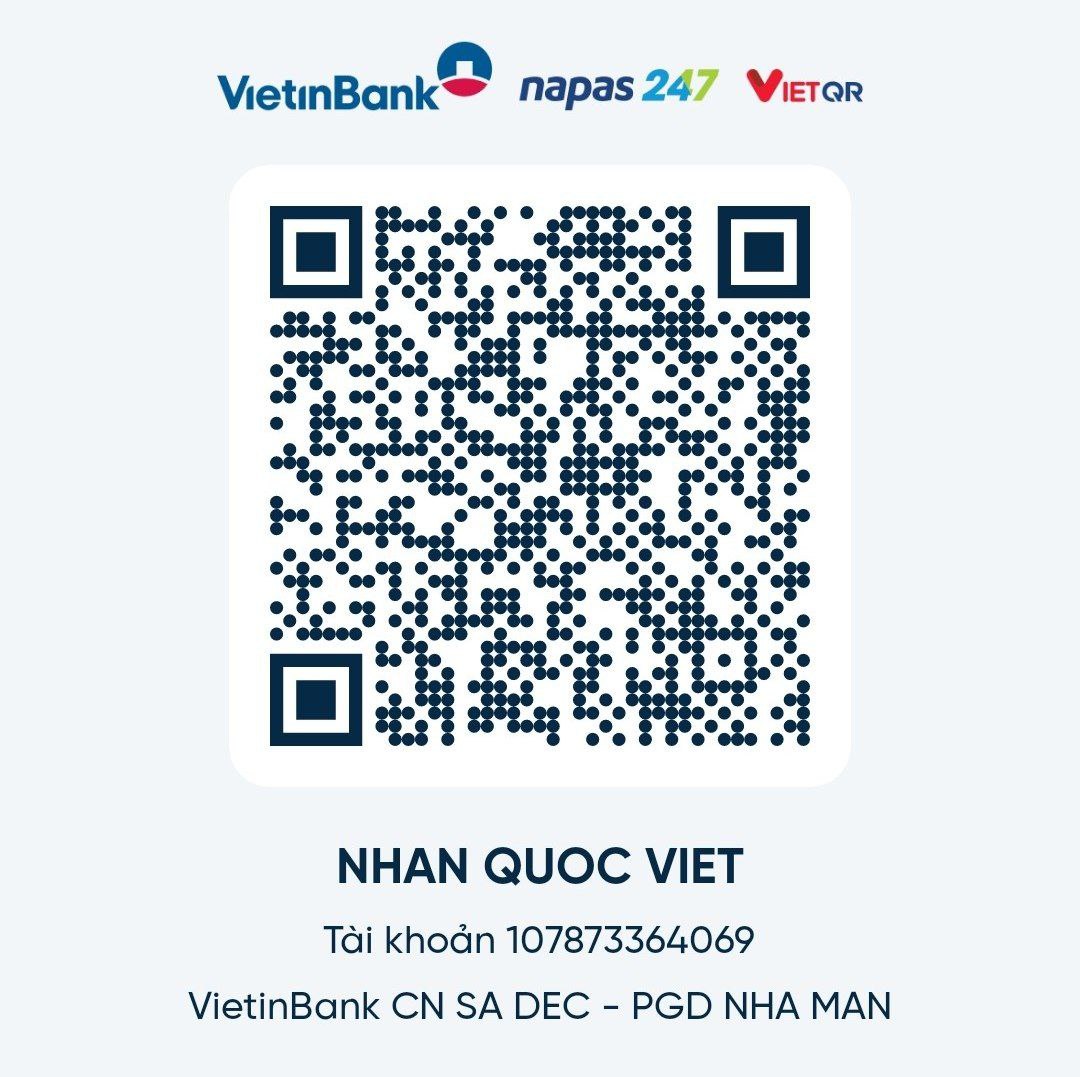 VietinBank napas 247 VIETQR
NHAN QUOC VIET
Tài khoản 107873364069
VietinBank CN SA DEC - PGD NHA MAN